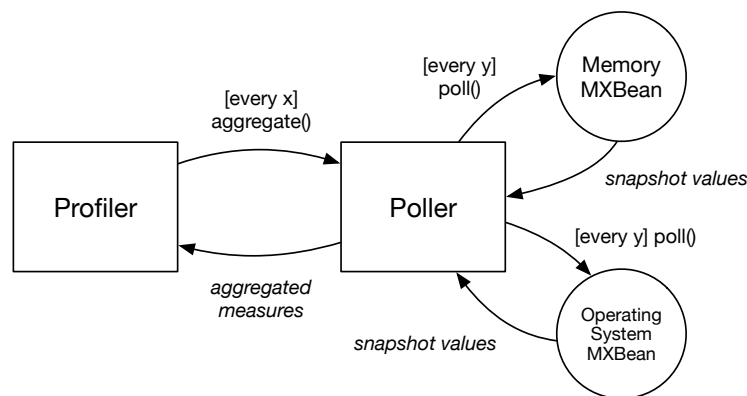 [every x]
aggregate()
Profiler
aggregated
measures
Poller
[every y]
poll()
Memory
MXBean
snapshot values
[every y] poll()
Operating
System
MXBean
snapshot values